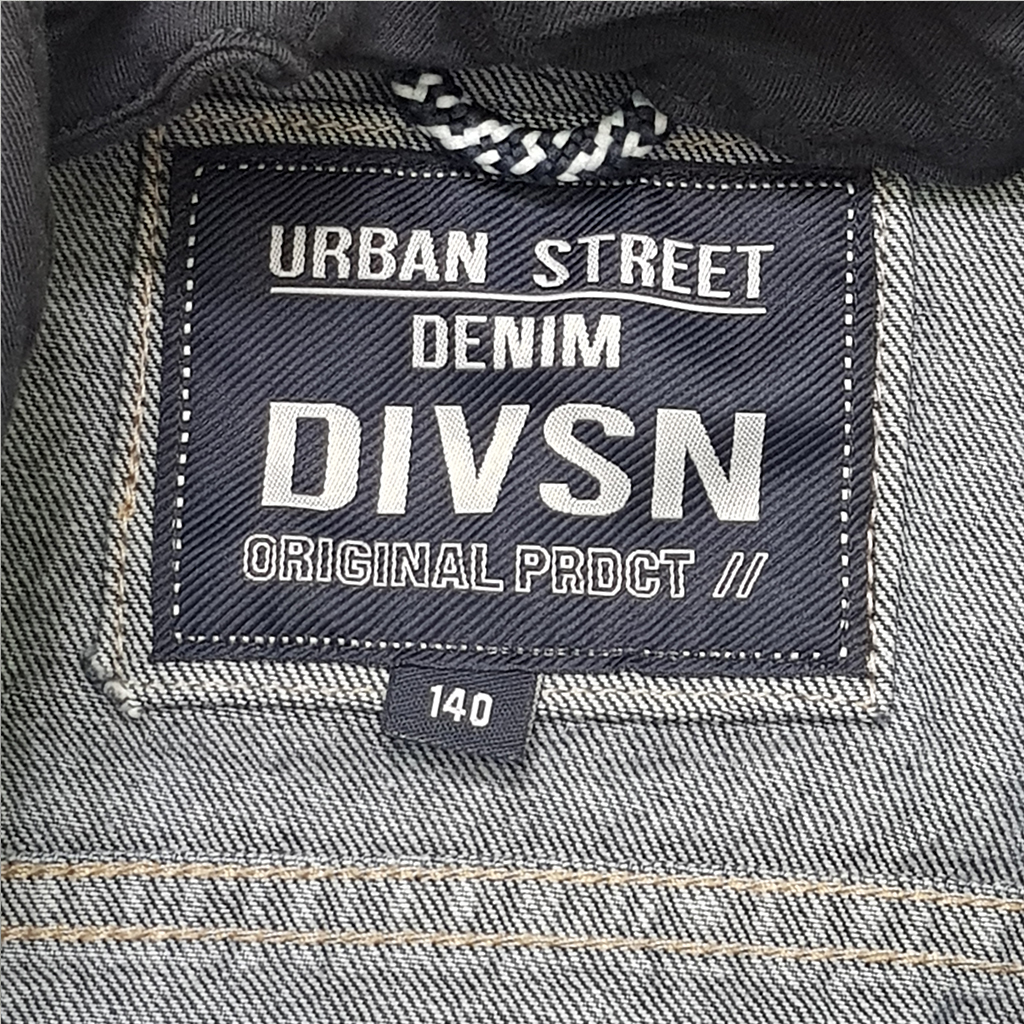 URBAN STREET
DENIM
DIVSN
ORIGINAL PRDCT //
140